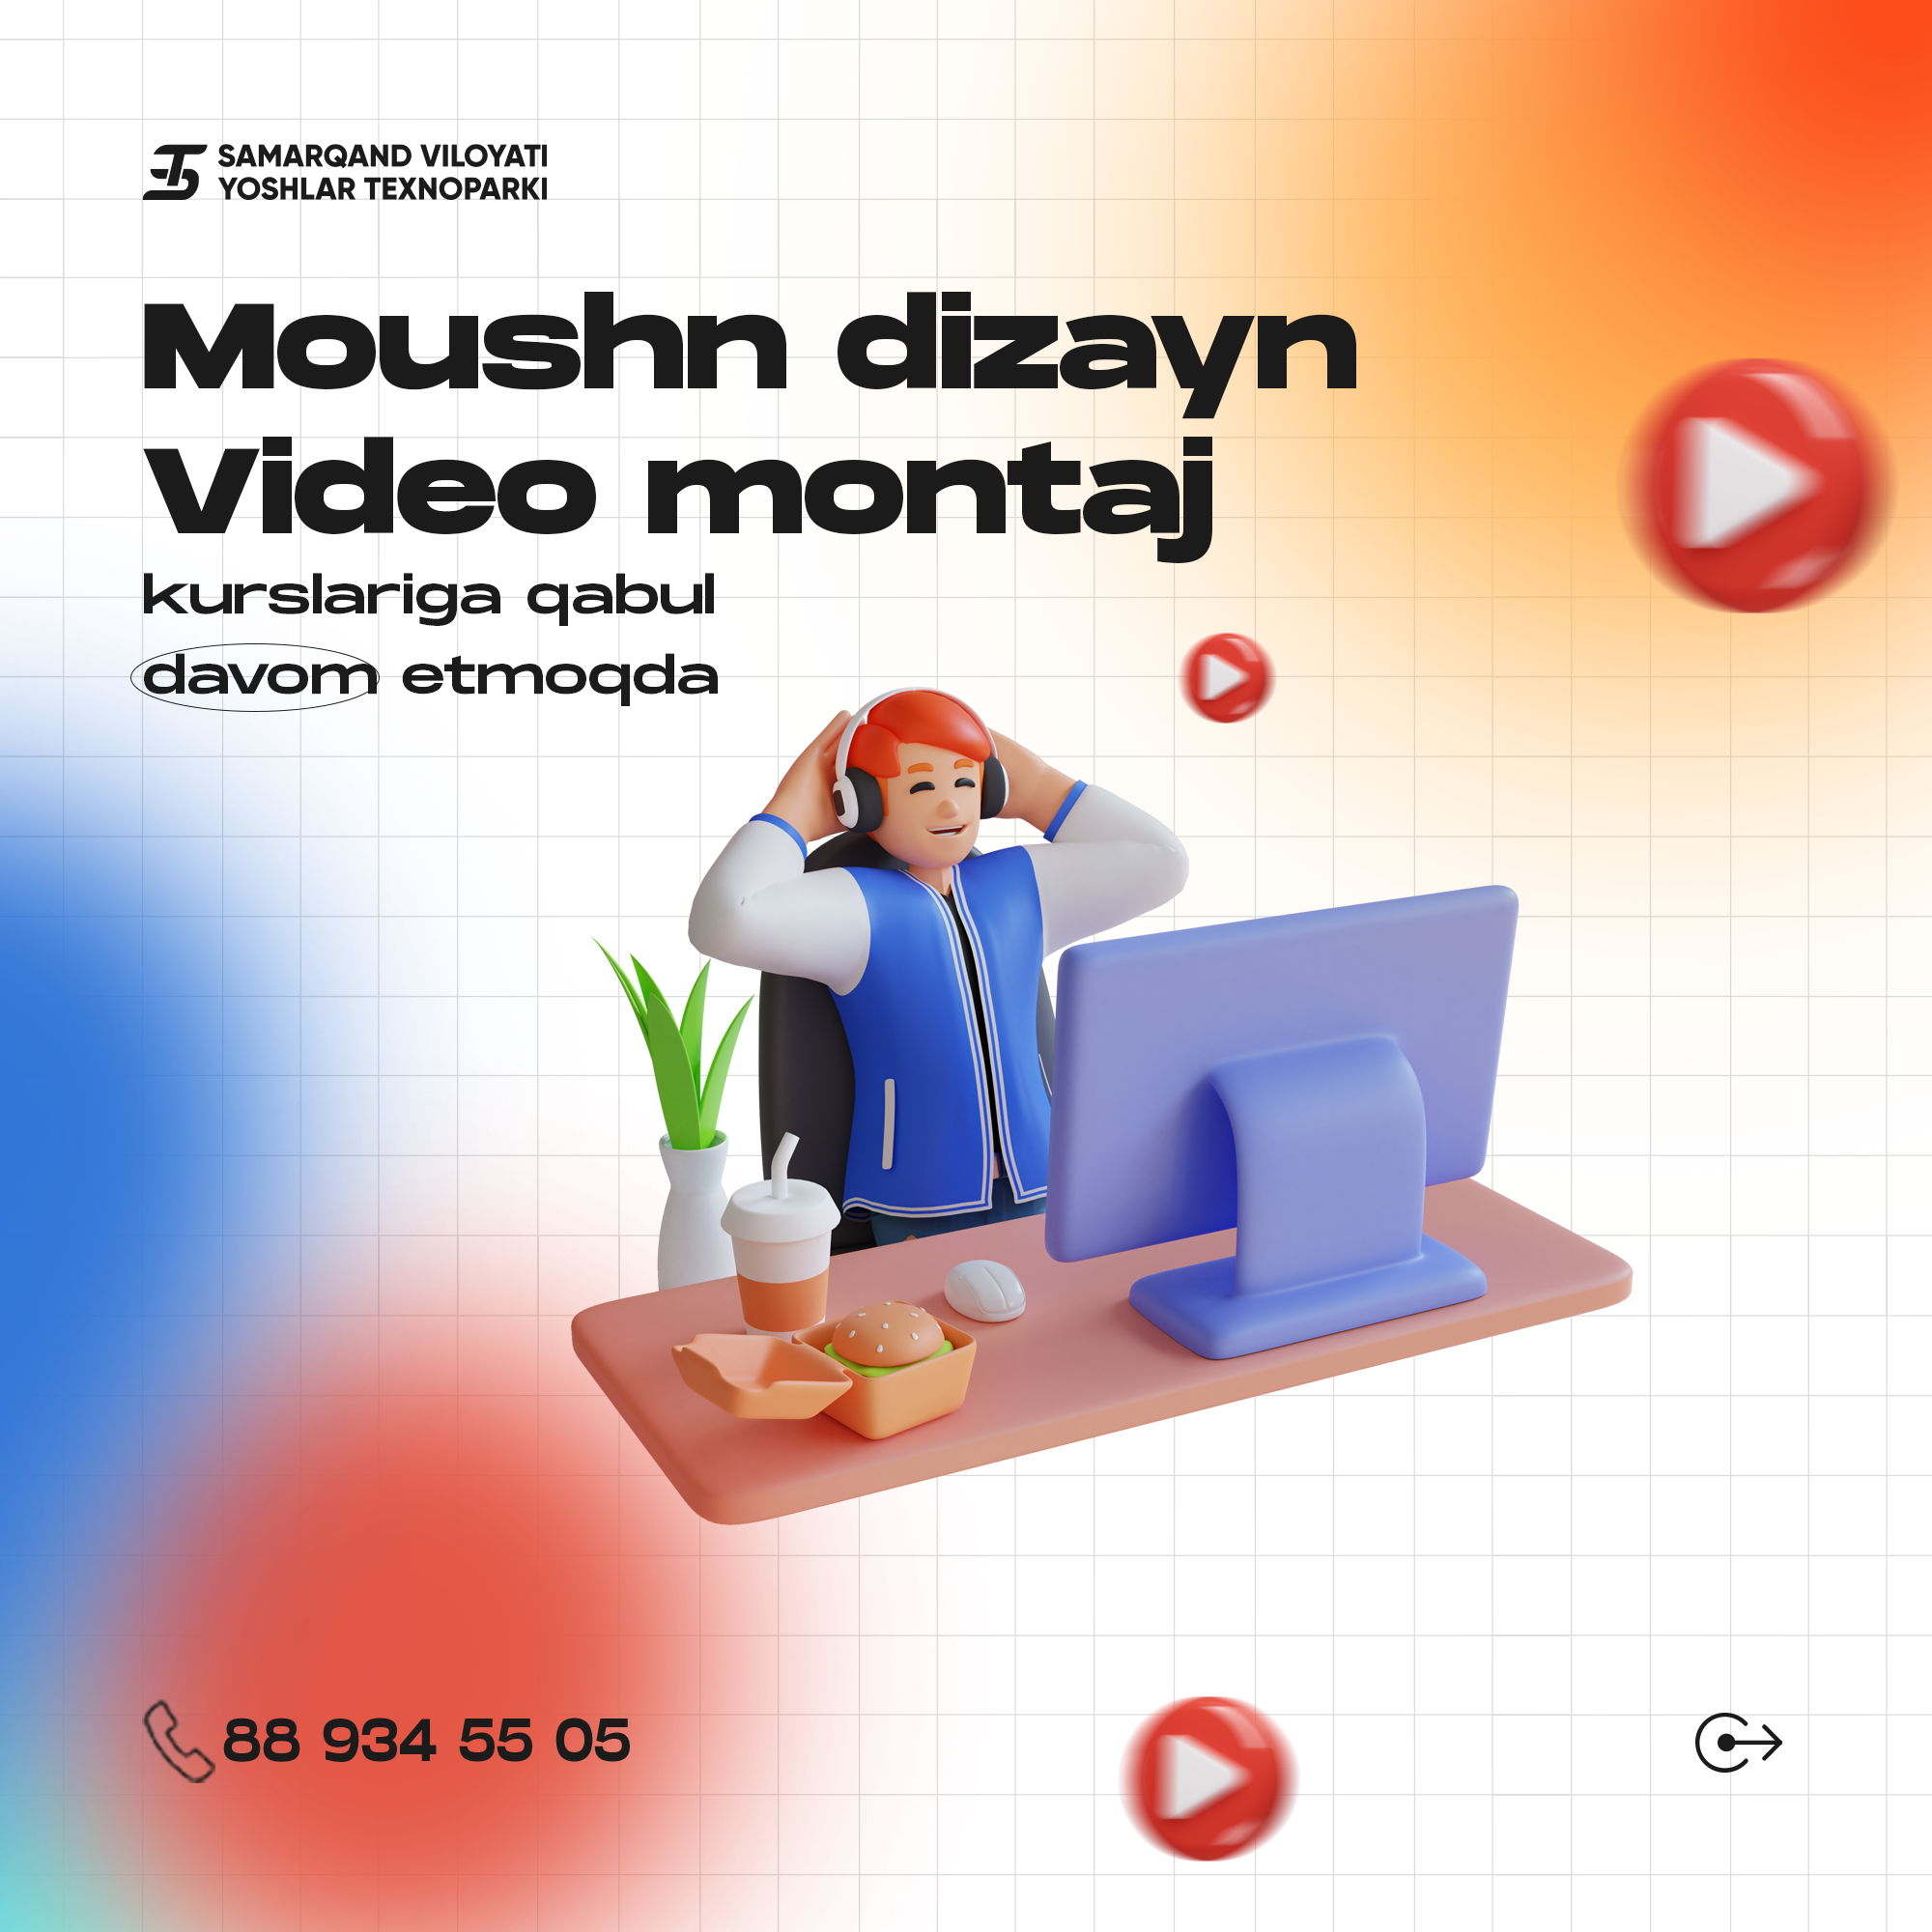 SAMARQAND VILOYATI
YOSHLAR TEXNOPARKI
Moushn dizayn
Video montaj
kurslariga qabul
davom etmoqda
88 934 55 05